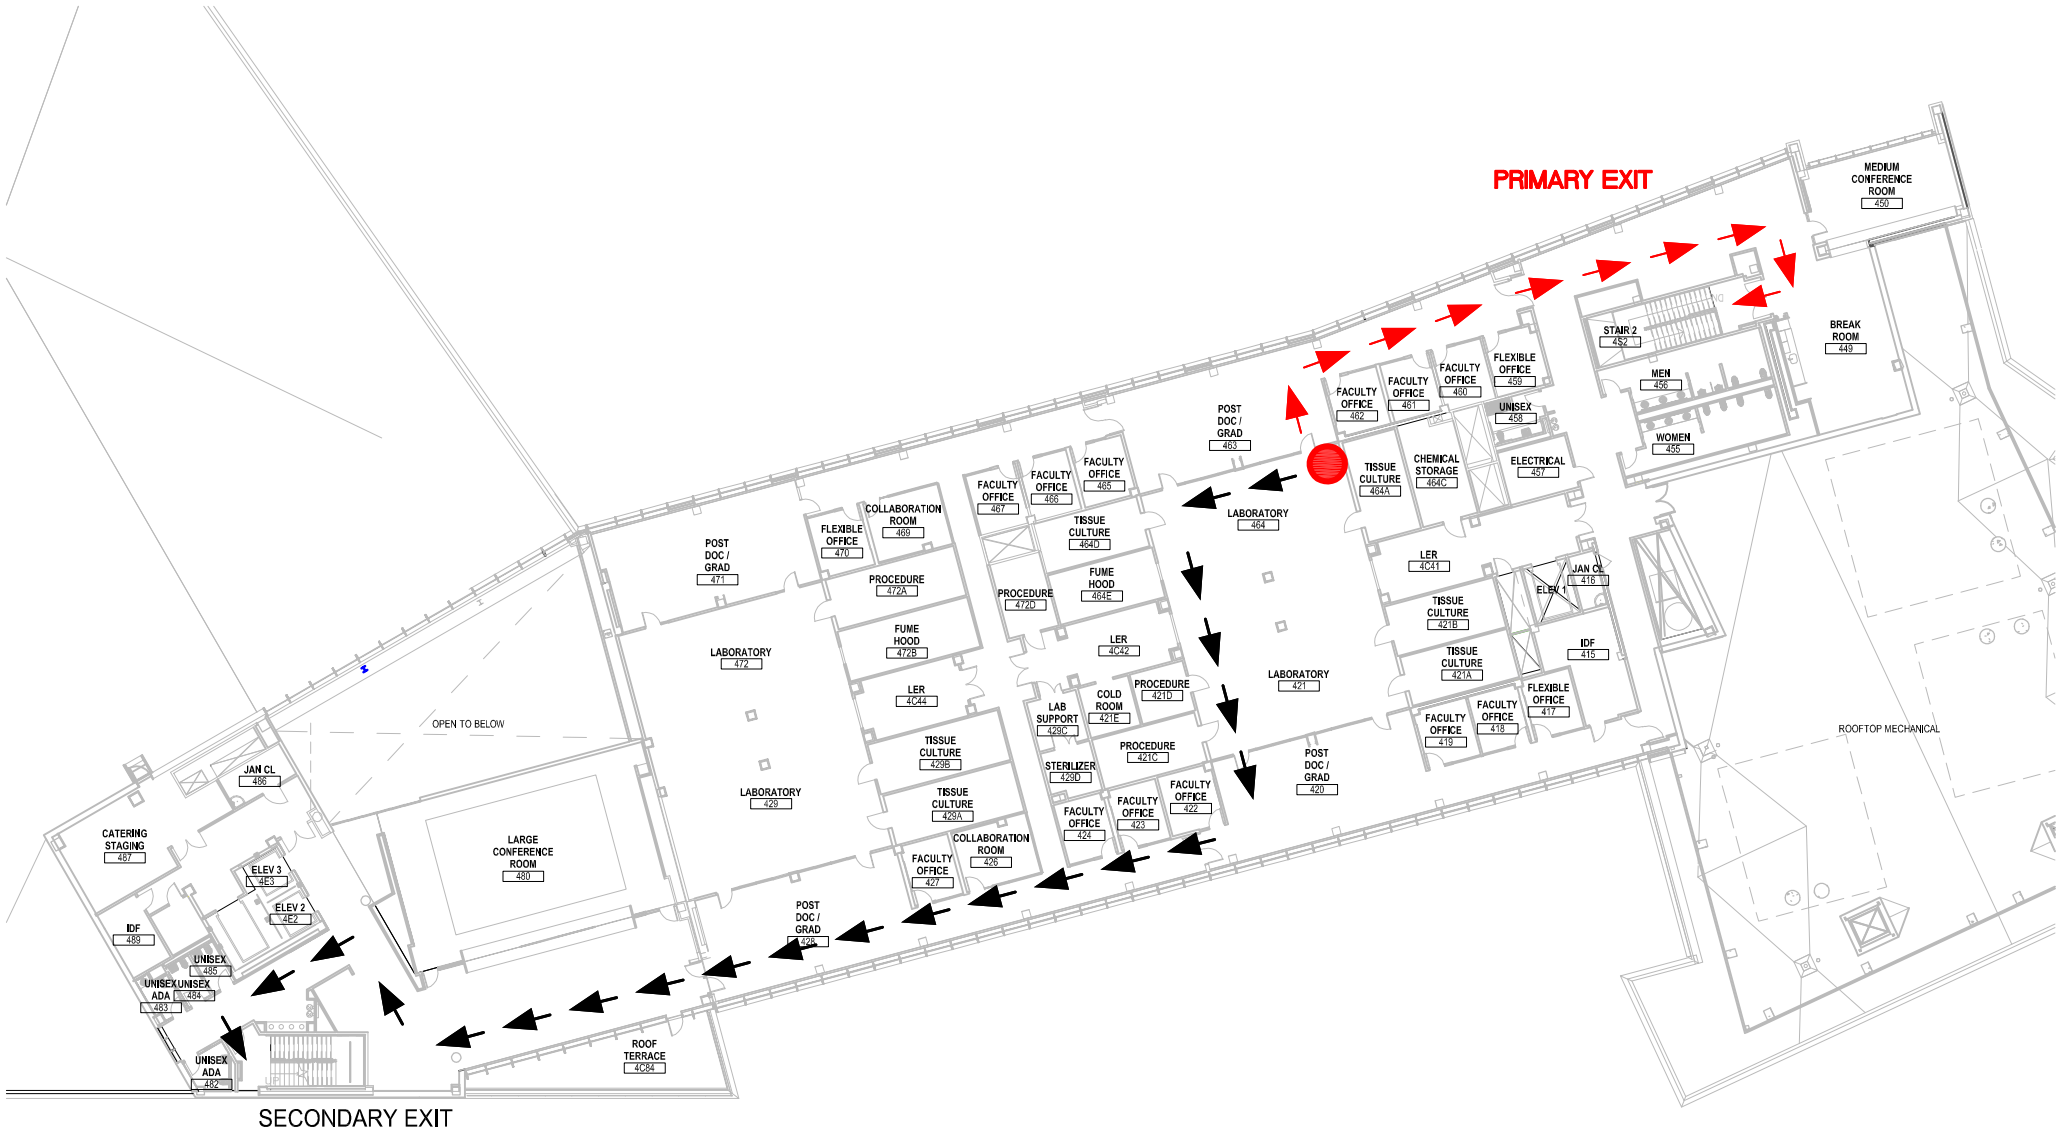 PRIMARY EXIT
MEDIUM
CONFERENCE
ROOM
450
STAIR 2
4S2
BREAK
ROOM
449
MEN
456
WOMEN
455
FLEXIBLE
OFFICE
459
FACULTY
OFFICE
460
FACULTY
OFFICE
461
FACULTY
OFFICE
462
UNISEX
458
ELECTRICAL
457
CHEMICAL
STORAGE
464C
TISSUE
CULTURE
464A
POST
DOC /
GRAD
463
LABORATORY
464
FACULTY
OFFICE
465
FACULTY
OFFICE
466
FACULTY
OFFICE
467
COLLABORATION
ROOM
469
FLEXIBLE
OFFICE
470
POST
DOC /
GRAD
471
TISSUE
CULTURE
464D
FUME
HOOD
464E
PROCEDURE
472D
PROCEDURE
472A
FUME
HOOD
472B
LER
4C44
LER
4C42
LER
4C41
JAN CL
416
ELEV 1
TISSUE
CULTURE
421B
TISSUE
CULTURE
421A
IDF
415
FLEXIBLE
OFFICE
417
FACULTY
OFFICE
418
FACULTY
OFFICE
419
LABORATORY
421
POST
DOC /
GRAD
420
PROCEDURE
421D
COLD
ROOM
421E
LAB
SUPPORT
429C
PROCEDURE
421C
STERILIZER
429D
FACULTY
OFFICE
422
FACULTY
OFFICE
423
FACULTY
OFFICE
424
LABORATORY
472
LABORATORY
429
TISSUE
CULTURE
429B
TISSUE
CULTURE
429A
COLLABORATION
ROOM
426
FACULTY
OFFICE
427
POST
DOC /
GRAD
428
ROOFTOP MECHANICAL
OPEN TO BELOW
LARGE
CONFERENCE
ROOM
480
JAN CL
486
CATERING
STAGING
487
ELEV 3
4E3
ELEV 2
4E2
IDF
489
UNISEX
485
UNISEX
484
UNISEX
ADA
483
UNISEX
ADA
482
UP
DN
ROOF
TERRACE
4C84
SECONDARY EXIT